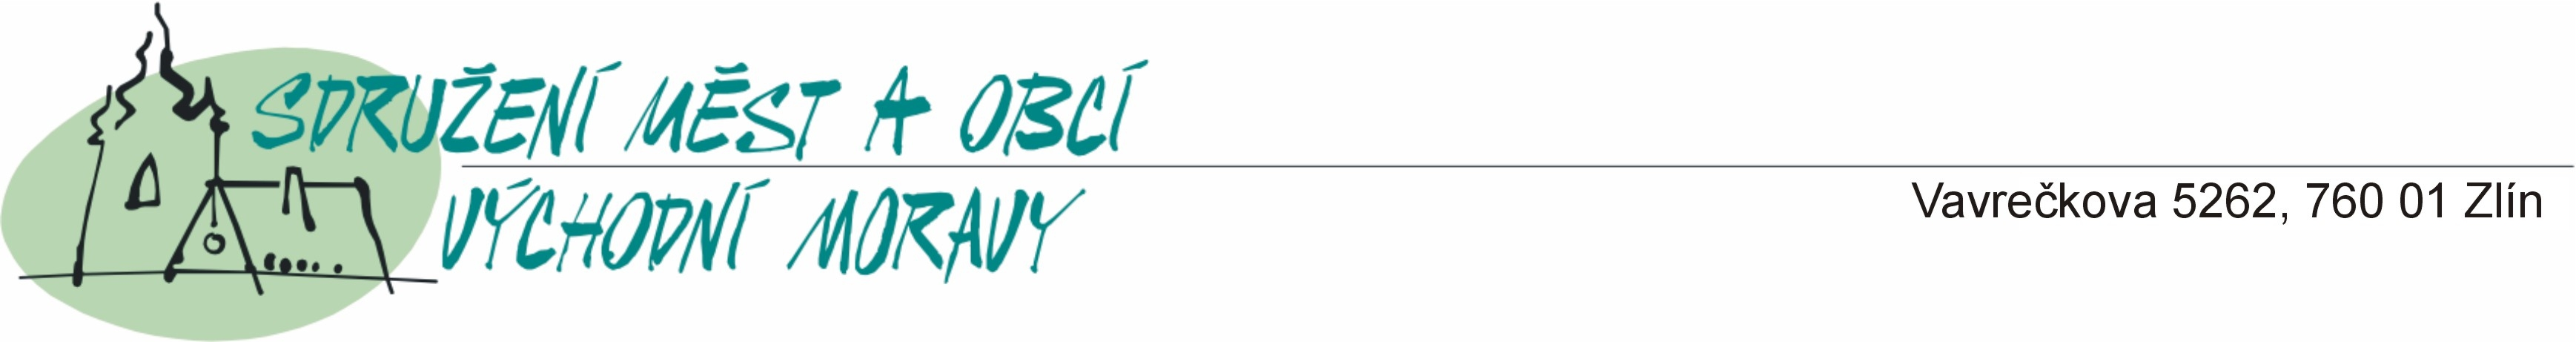 SDRUŽENÍ MĚST A OBCÍ
VÝCHODNÍ MORAVY
Vavrečkova 5262, 760 01 Zlín